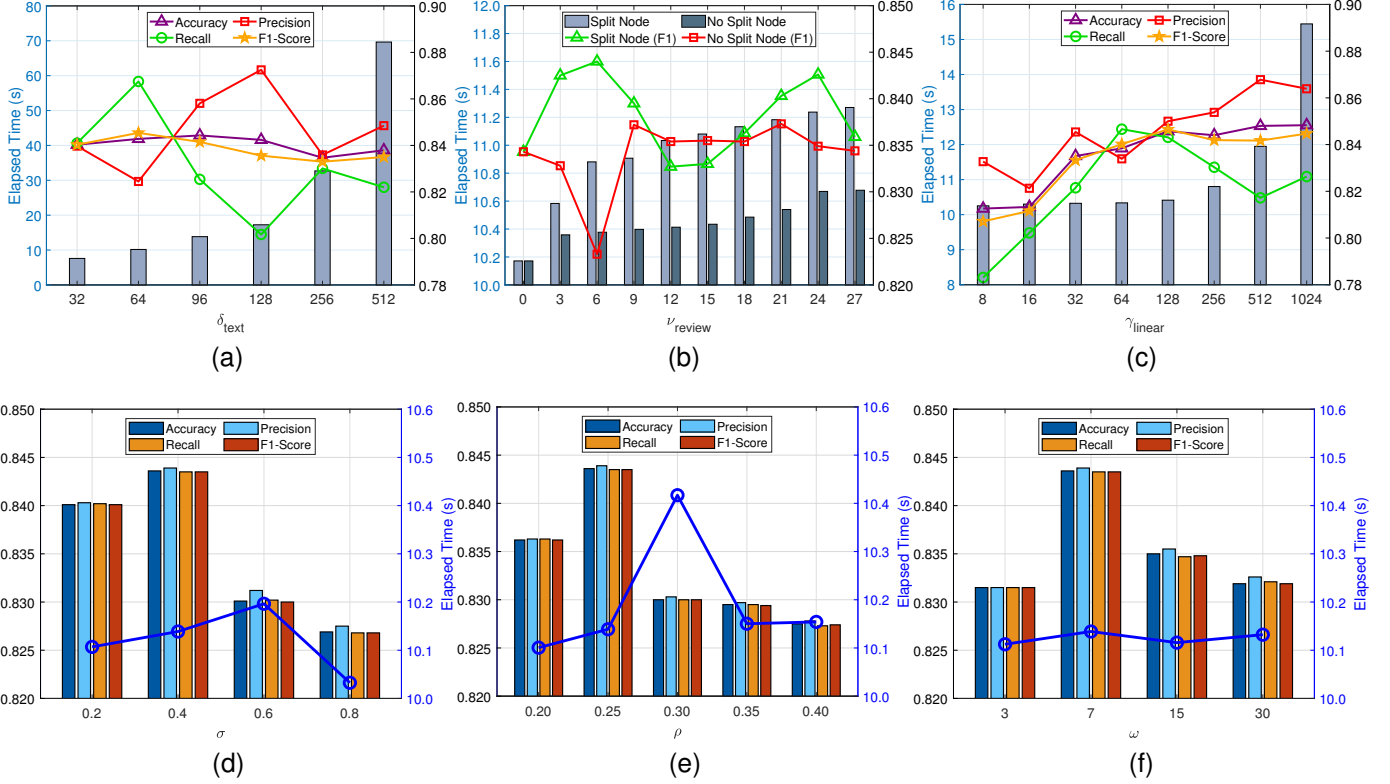 Accuracy Precision
Recall F1-Score
80
70
60
50
40
30
20
10
0
Elapsed Time (s)
0.90
0.88
0.86
0.84
0.82
0.80
0.78
32 64 96 128 256 512
δtext
(a)
Split Node No Split Node
Split Node (F1) No Split Node (F1)
12.0
11.8
11.6
11.4
11.2
11.0
10.8
10.6
10.4
10.2
10.0
Elapsed Time (s)
0.850
0.845
0.840
0.835
0.830
0.825
0.820
0 3 6 9 12 15 18 21 24 27
νreview
(b)
Accuracy Precision
Recall F1-Score
16
15
14
13
12
11
10
9
8
Elapsed Time (s)
0.90
0.88
0.86
0.84
0.82
0.80
0.78
8 16 32 64 128 256 512 1024
γlinear
(c)
Accuracy Precision
Recall F1-Score
0.850
0.845
0.840
0.835
0.830
0.825
0.820
10.6
10.5
10.4
10.3
10.2
10.1
10.0
Elapsed Time (s)
0.2 0.4 0.6 0.8
σ
(d)
Accuracy Precision
Recall F1-Score
0.850
0.845
0.840
0.835
0.830
0.825
0.820
10.6
10.5
10.4
10.3
10.2
10.1
10.0
Elapsed Time (s)
0.20 0.25 0.30 0.35 0.40
ρ
(e)
Accuracy Precision
Recall F1-Score
0.850
0.845
0.840
0.835
0.830
0.825
0.820
10.6
10.5
10.4
10.3
10.2
10.1
10.0
Elapsed Time (s)
3 7 15 30
ω
(f)